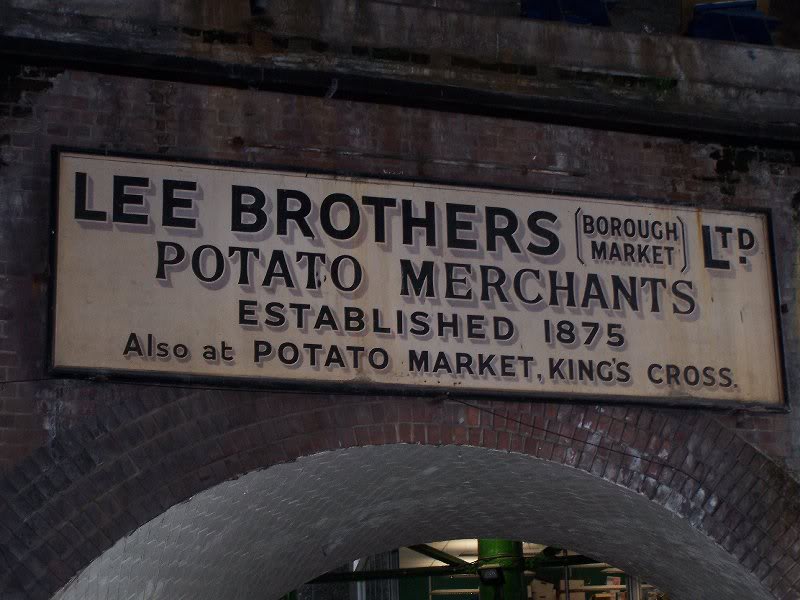 LEE BROTHERS (BOROUGH MARKET) LTD.
POTATO MERCHANTS
ESTABLISHED 1875
Also at POTATO MARKET, KING'S CROSS.